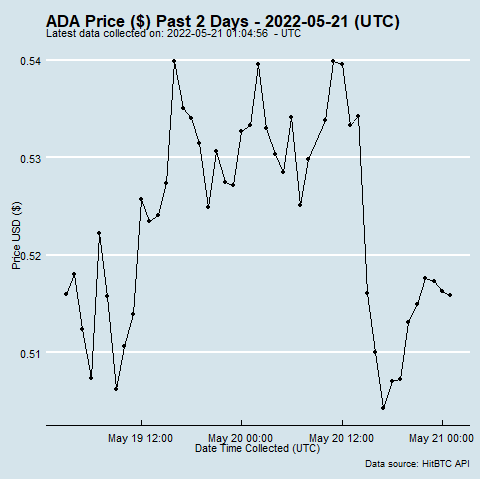 ADA Price ($) Past 2 Days - 2022-05-21 (UTC)
Latest data collected on: 2022-05-21 01:04:56 - UTC
0.54
0.53
0.52
0.51
Price USD ($)
May 19 12:00 May 20 00:00 May 20 12:00 May 21 00:00
Date Time Collected (UTC)
Data source: HitBTC API